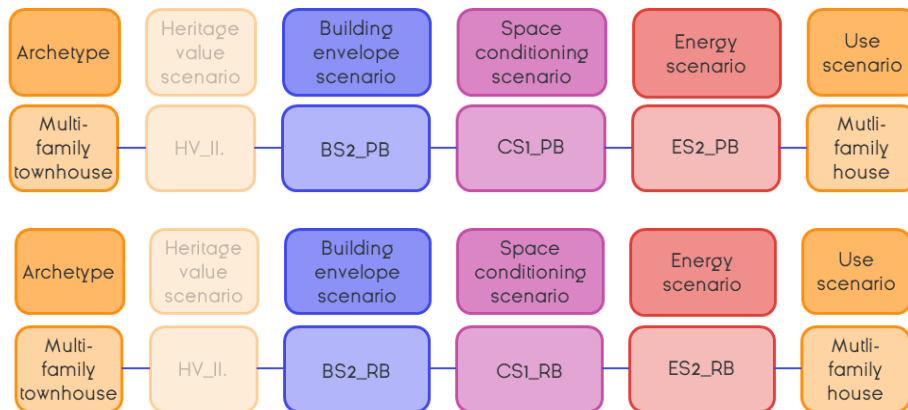 Archetype
Heritage
value
scenario
Building
envelope
scenario
Space
conditioning
scenario
Energy
scenario
Use
scenario
Multi-
family
townhouse
HV_II.
BS2_PB
CS1_PB
ES2_PB
Mutli-
family
house
Archetype
Heritage
value
scenario
Building
envelope
scenario
Space
conditioning
scenario
Energy
scenario
Use
scenario
Multi-
family
townhouse
HV_II.
BS2_RB
CS1_RB
ES2_RB
Mutli-
family
house